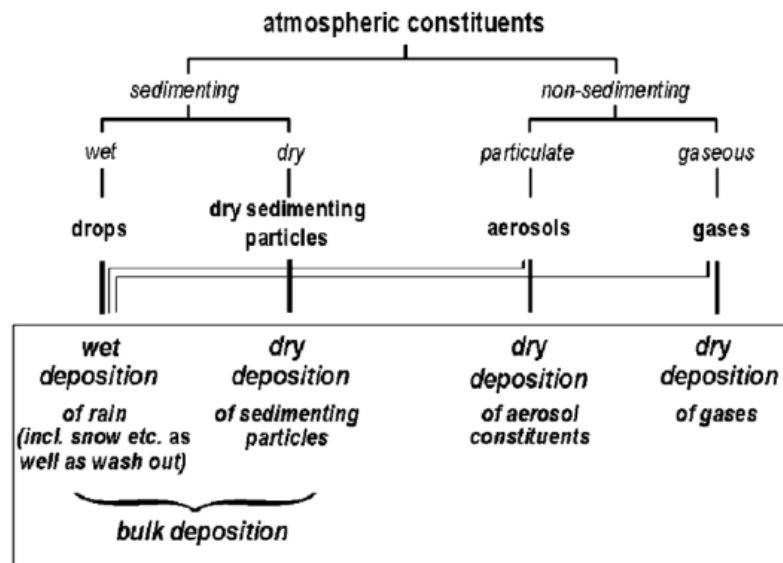 atmospheric constituents
sedimenting
non-sedimenting
wet
dry
particulate
gaseous
drops
dry sedimenting
particles
aerosols
gases
wet
deposition
of rain
(incl. snow etc. as
well as wash out)
dry
deposition
of sedimenting
particles
dry
deposition
of aerosol
constituents
dry
deposition
of gases
bulk deposition